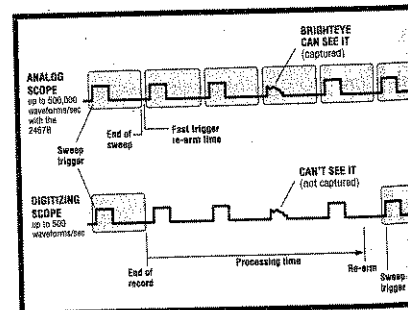 BRIGHTEYE
CAN SEE IT
(captured)
ANALOG
SCOPE
up to 500,000
waveforms/sec
with the
2467B
End of
sweep
Fast trigger
re-arm time
Sweep
trigger
CAN'T SEE IT
(not captured)
DIGITIZING
SCOPE
up to 500
waveforms/sec
End of
record
Processing time
Re-arm
Sweep
trigger